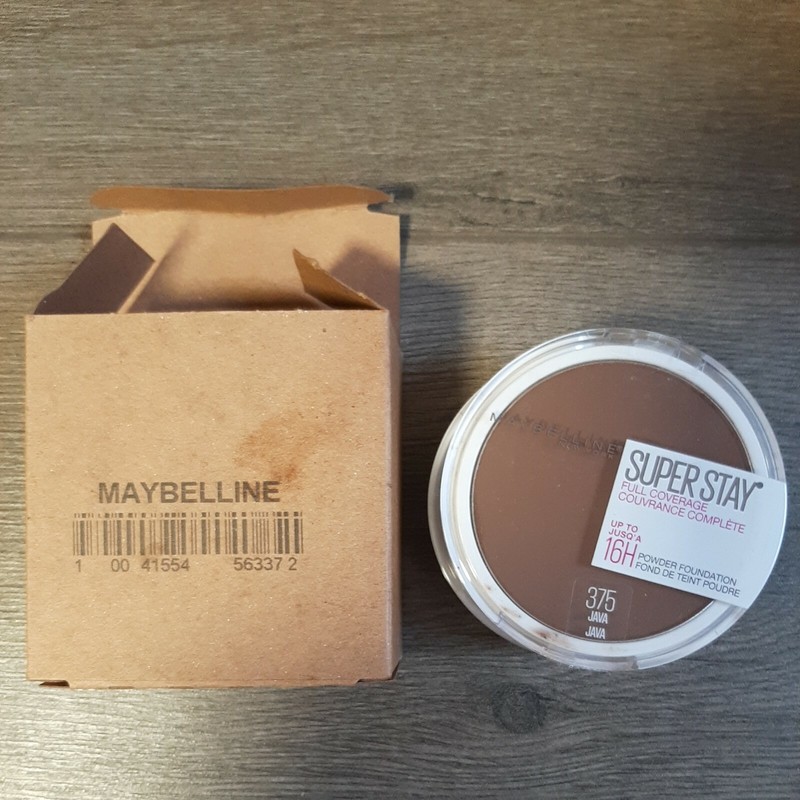 MAYBELLINE
1 00 41554 56337 2
MAYBELLINE
SUPER STAY
FULL COVERAGE
COUVRANCE COMPLÈTE
UP TO
JUSQ'A
16H
POWDER FOUNDATION
FOND DE TEINT POUDRE
375
JAVA
JAVA